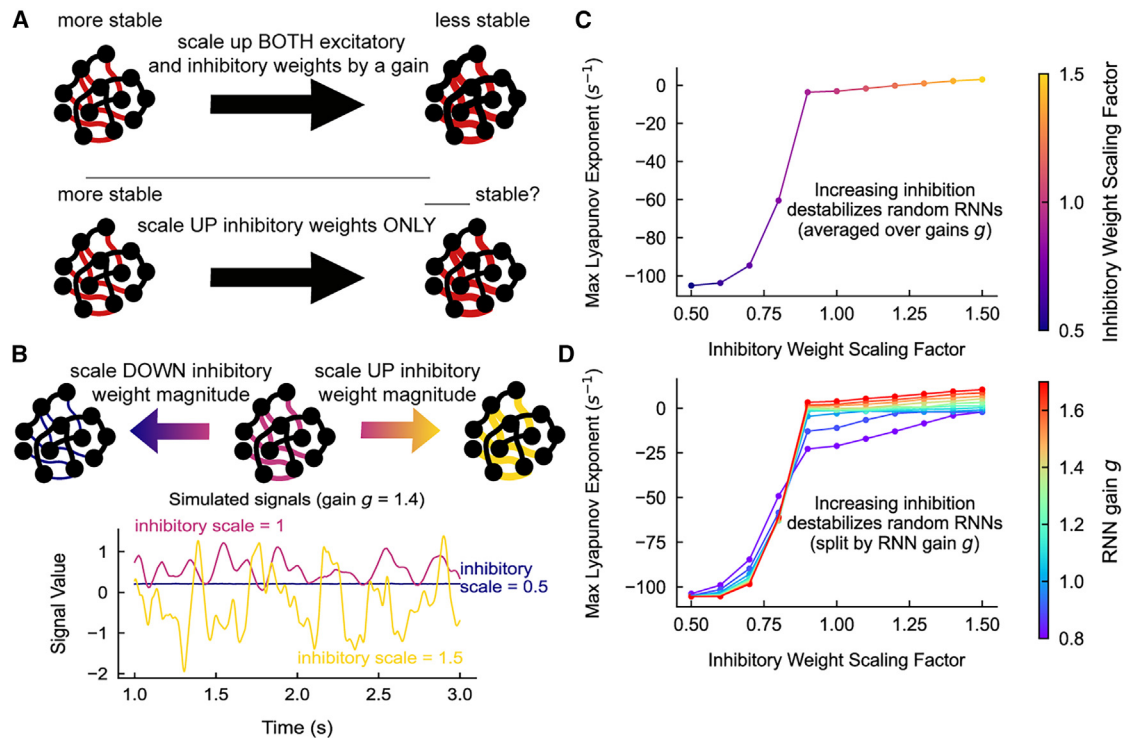 A
more stable
less stable
scale up BOTH excitatory
and inhibitory weights by a gain
more stable
____ stable?
scale UP inhibitory weights ONLY
B
scale DOWN inhibitory
weight magnitude
scale UP inhibitory
weight magnitude
Simulated signals (gain g = 1.4)
inhibitory scale = 1
inhibitory
scale = 0.5
inhibitory scale = 1.5
Signal Value
1
0
−1
−2
1.0
1.5
2.0
2.5
3.0
Time (s)
C
Max Lyapunov Exponent (s⁻¹)
0
−20
−40
−60
−80
−100
Increasing inhibition
destabilizes random RNNs
(averaged over gains g)
0.50
0.75
1.00
1.25
1.50
Inhibitory Weight Scaling Factor
1.5
1.0
0.5
Inhibitory Weight Scaling Factor
D
Max Lyapunov Exponent (s⁻¹)
0
−25
−50
−75
−100
Increasing inhibition
destabilizes random RNNs
(split by RNN gain g)
0.50
0.75
1.00
1.25
1.50
Inhibitory Weight Scaling Factor
1.6
1.4
1.2
1.0
0.8
RNN gain g